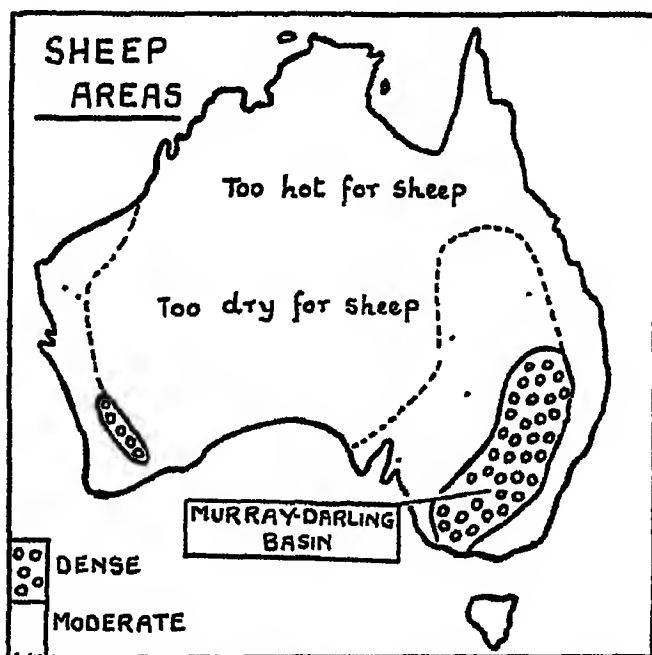 SHEEP
AREAS
Too hot for sheep
Too dry for sheep
MURRAY-DARLING
BASIN
DENSE
MODERATE